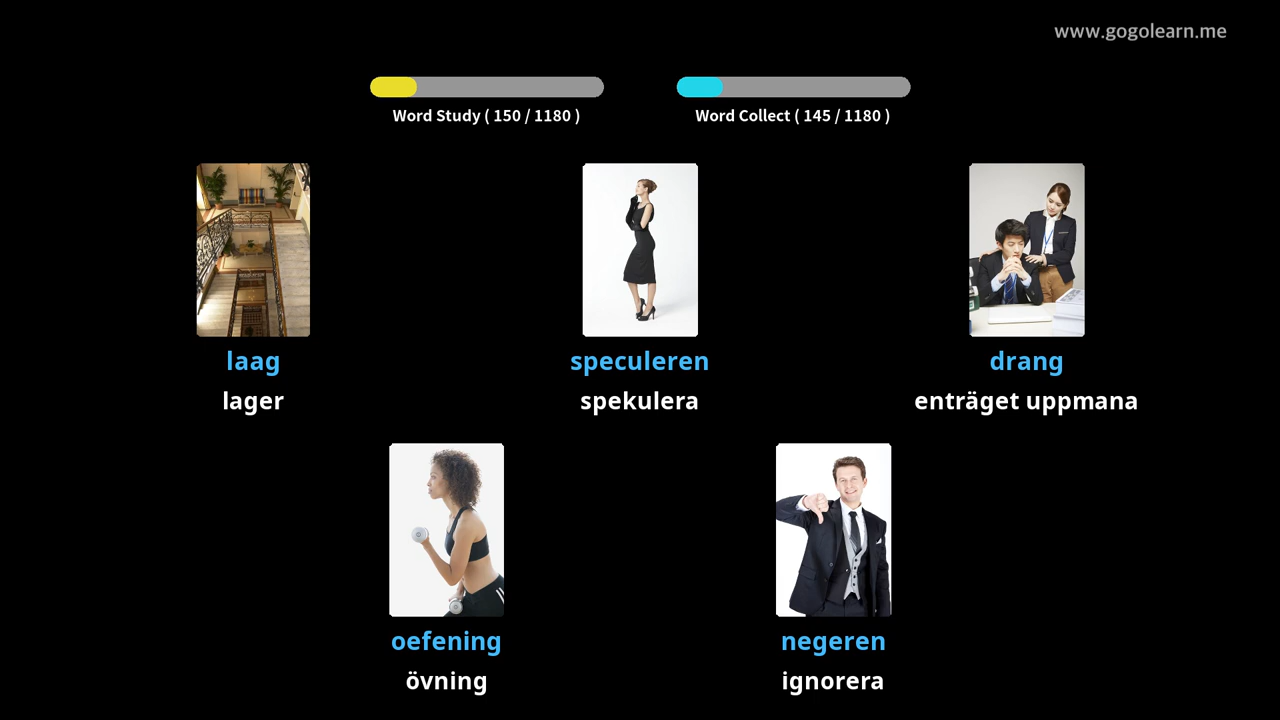 www.gogolearn.me
Word Study ( 150 / 1180 )
Word Collect ( 145 / 1180 )
laag
lager
speculeren
spekulera
drang
enträget uppmana
oefening
övning
negeren
ignorera